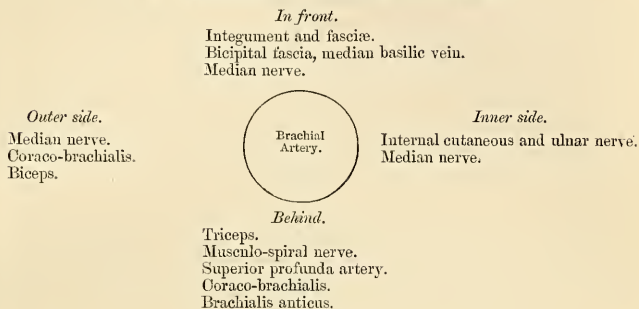 In front.
Integument and fasciæ.
Bicipital fascia, median basilic vein.
Median nerve.
Outer side.
Median nerve.
Coraco-brachialis.
Biceps.
Brachial
Artery.
Inner side.
Internal cutaneous and ulnar nerve.
Median nerve.
Behind.
Triceps.
Musculo-spiral nerve.
Superior profunda artery.
Coraco-brachialis.
Brachialis anticus.